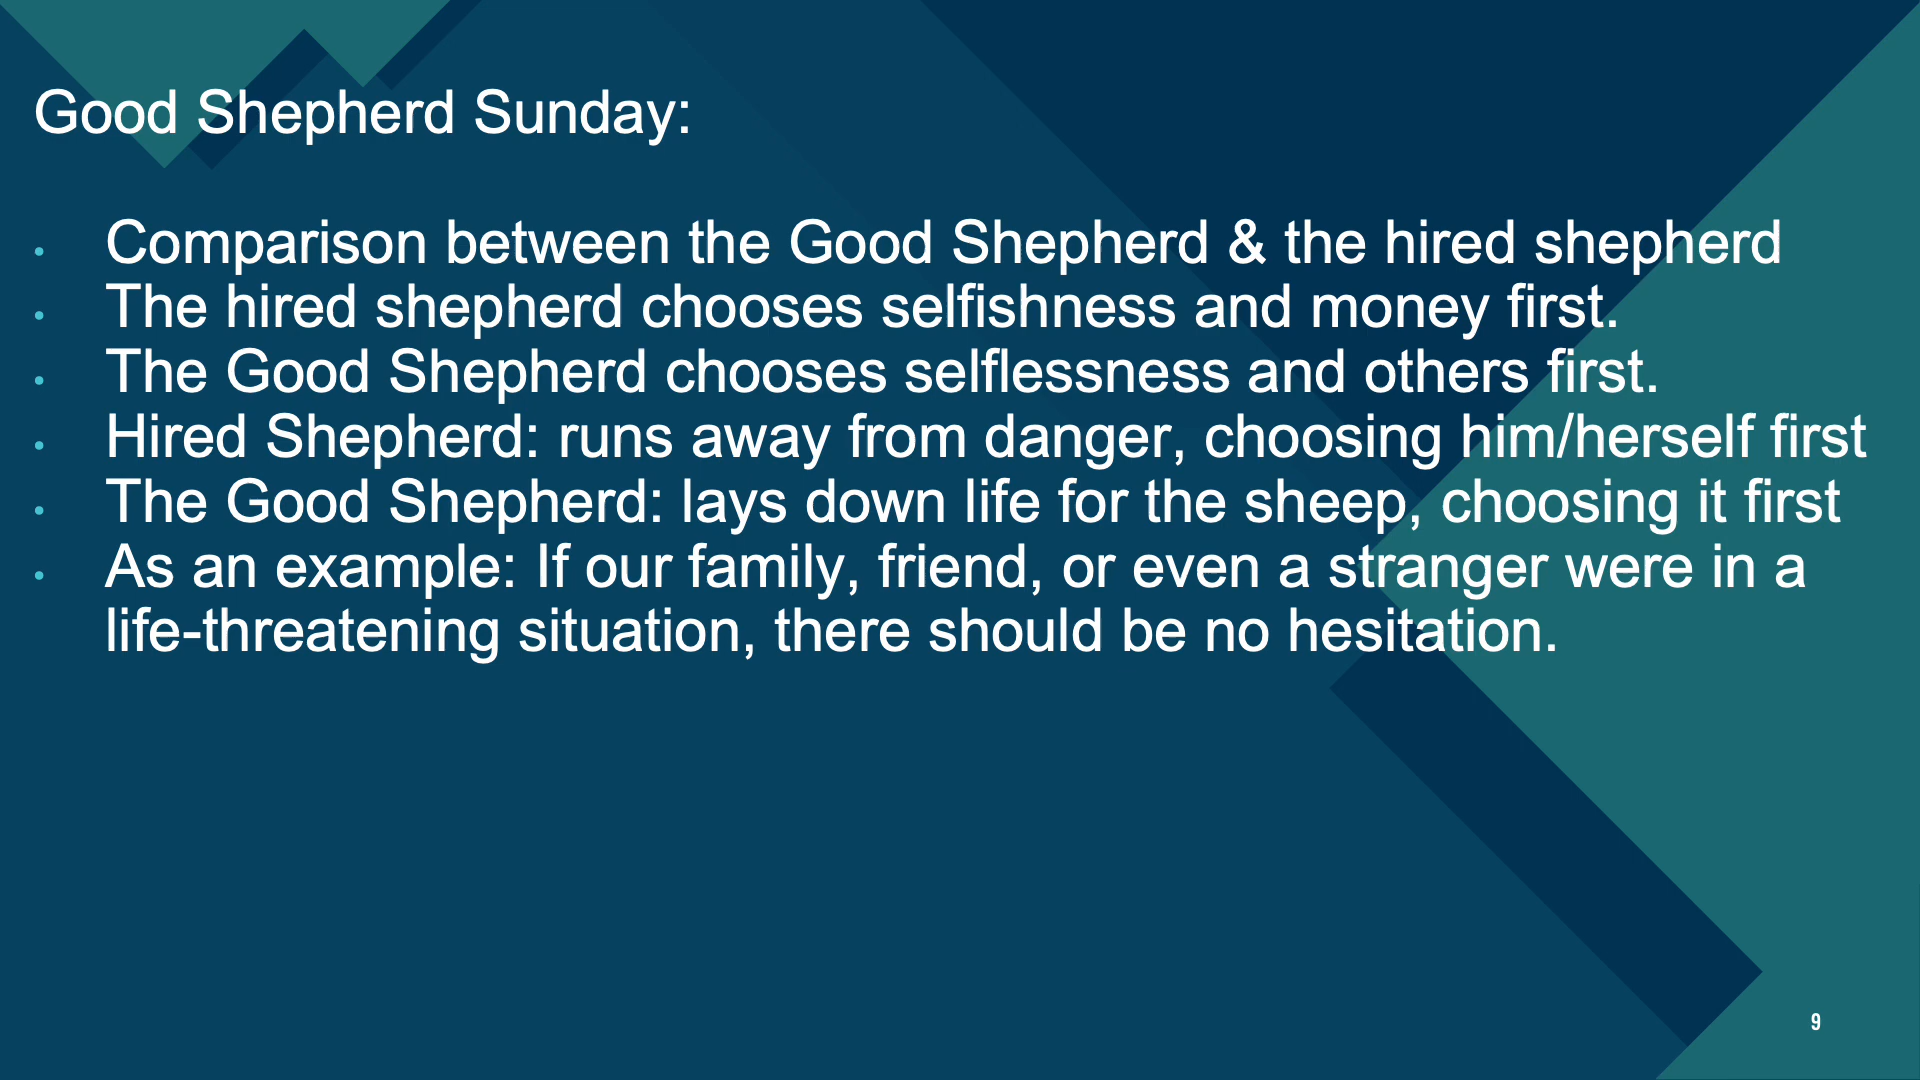 Good Shepherd Sunday:
• Comparison between the Good Shepherd & the hired shepherd
• The hired shepherd chooses selfishness and money first.
• The Good Shepherd chooses selflessness and others first.
• Hired Shepherd: runs away from danger, choosing him/herself first
• The Good Shepherd: lays down life for the sheep, choosing it first
• As an example: If our family, friend, or even a stranger were in a
life-threatening situation, there should be no hesitation.
9